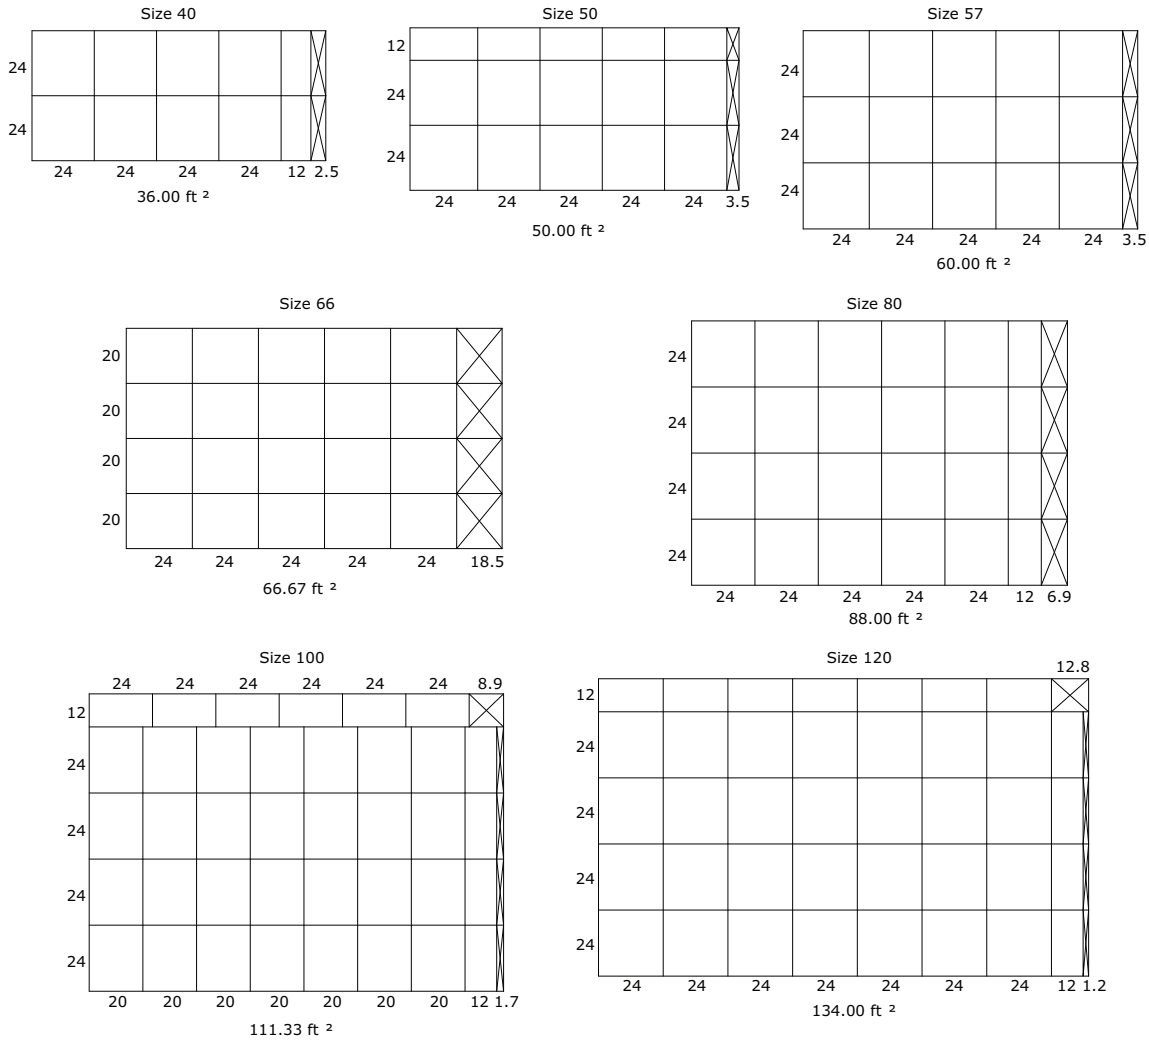 Size 40
24
24
24 24 24 24 12 2.5
36.00 ft ²
Size 50
12
24
24
24 24 24 24 24 3.5
50.00 ft ²
Size 57
24
24
24
24 24 24 24 24 3.5
60.00 ft ²
Size 66
20
20
20
20
24 24 24 24 24 18.5
66.67 ft ²
Size 80
24
24
24
24
24 24 24 24 24 12 6.9
88.00 ft ²
Size 100
24 24 24 24 24 24 8.9
12
24
24
24
24
20 20 20 20 20 20 20 12 1.7
111.33 ft ²
Size 120
12.8
12
24
24
24
24
24 24 24 24 24 24 24 12 1.2
134.00 ft ²